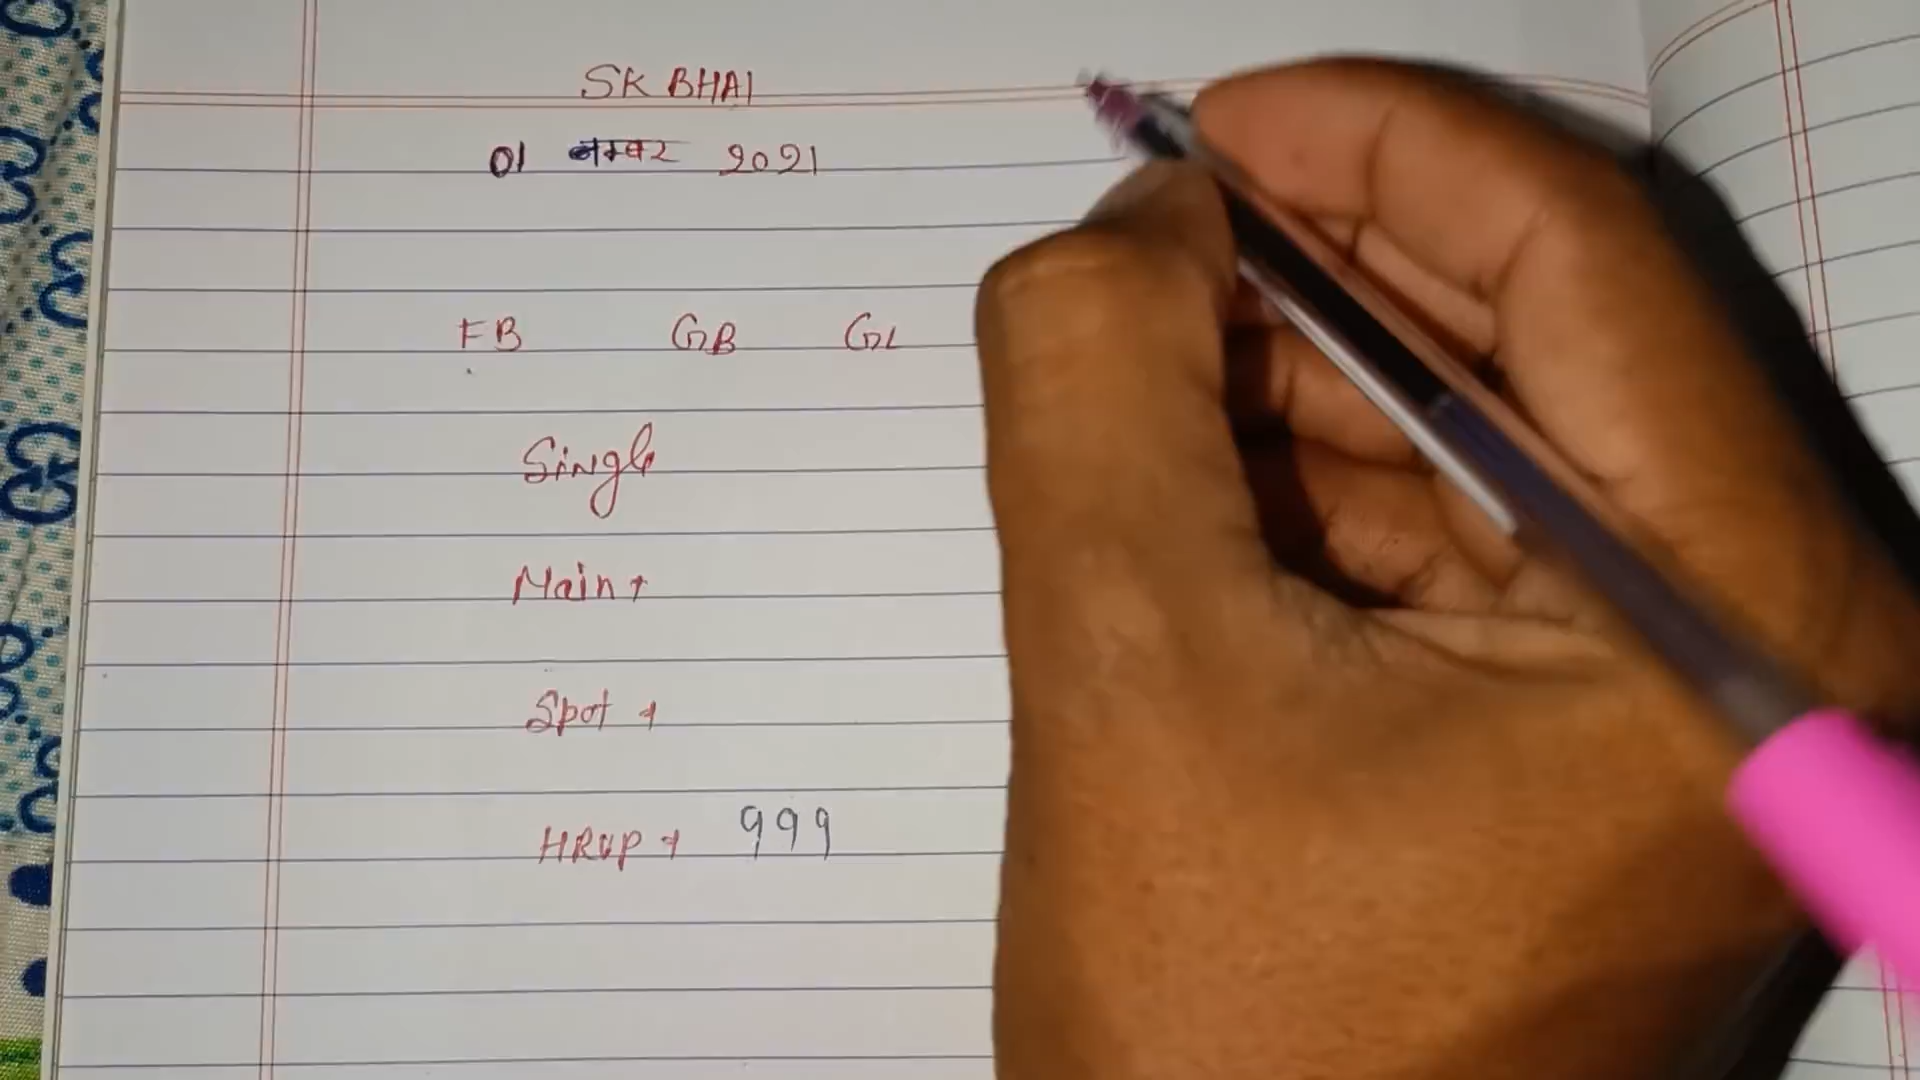 SK BHAI
01 नम्बर 2021
FB GB GL
Single
Main →
Spot →
HRUP → 999